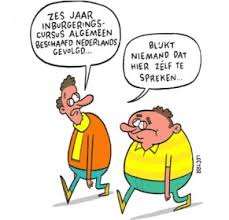 ZES JAAR
INBURGERINGS-
CURSUS ALGEMEEN
BESCHAAFD NEDERLANDS
GEVOLGD...
BLIJKT
NIEMAND DAT
HIER ZÉLF TE
SPREKEN...